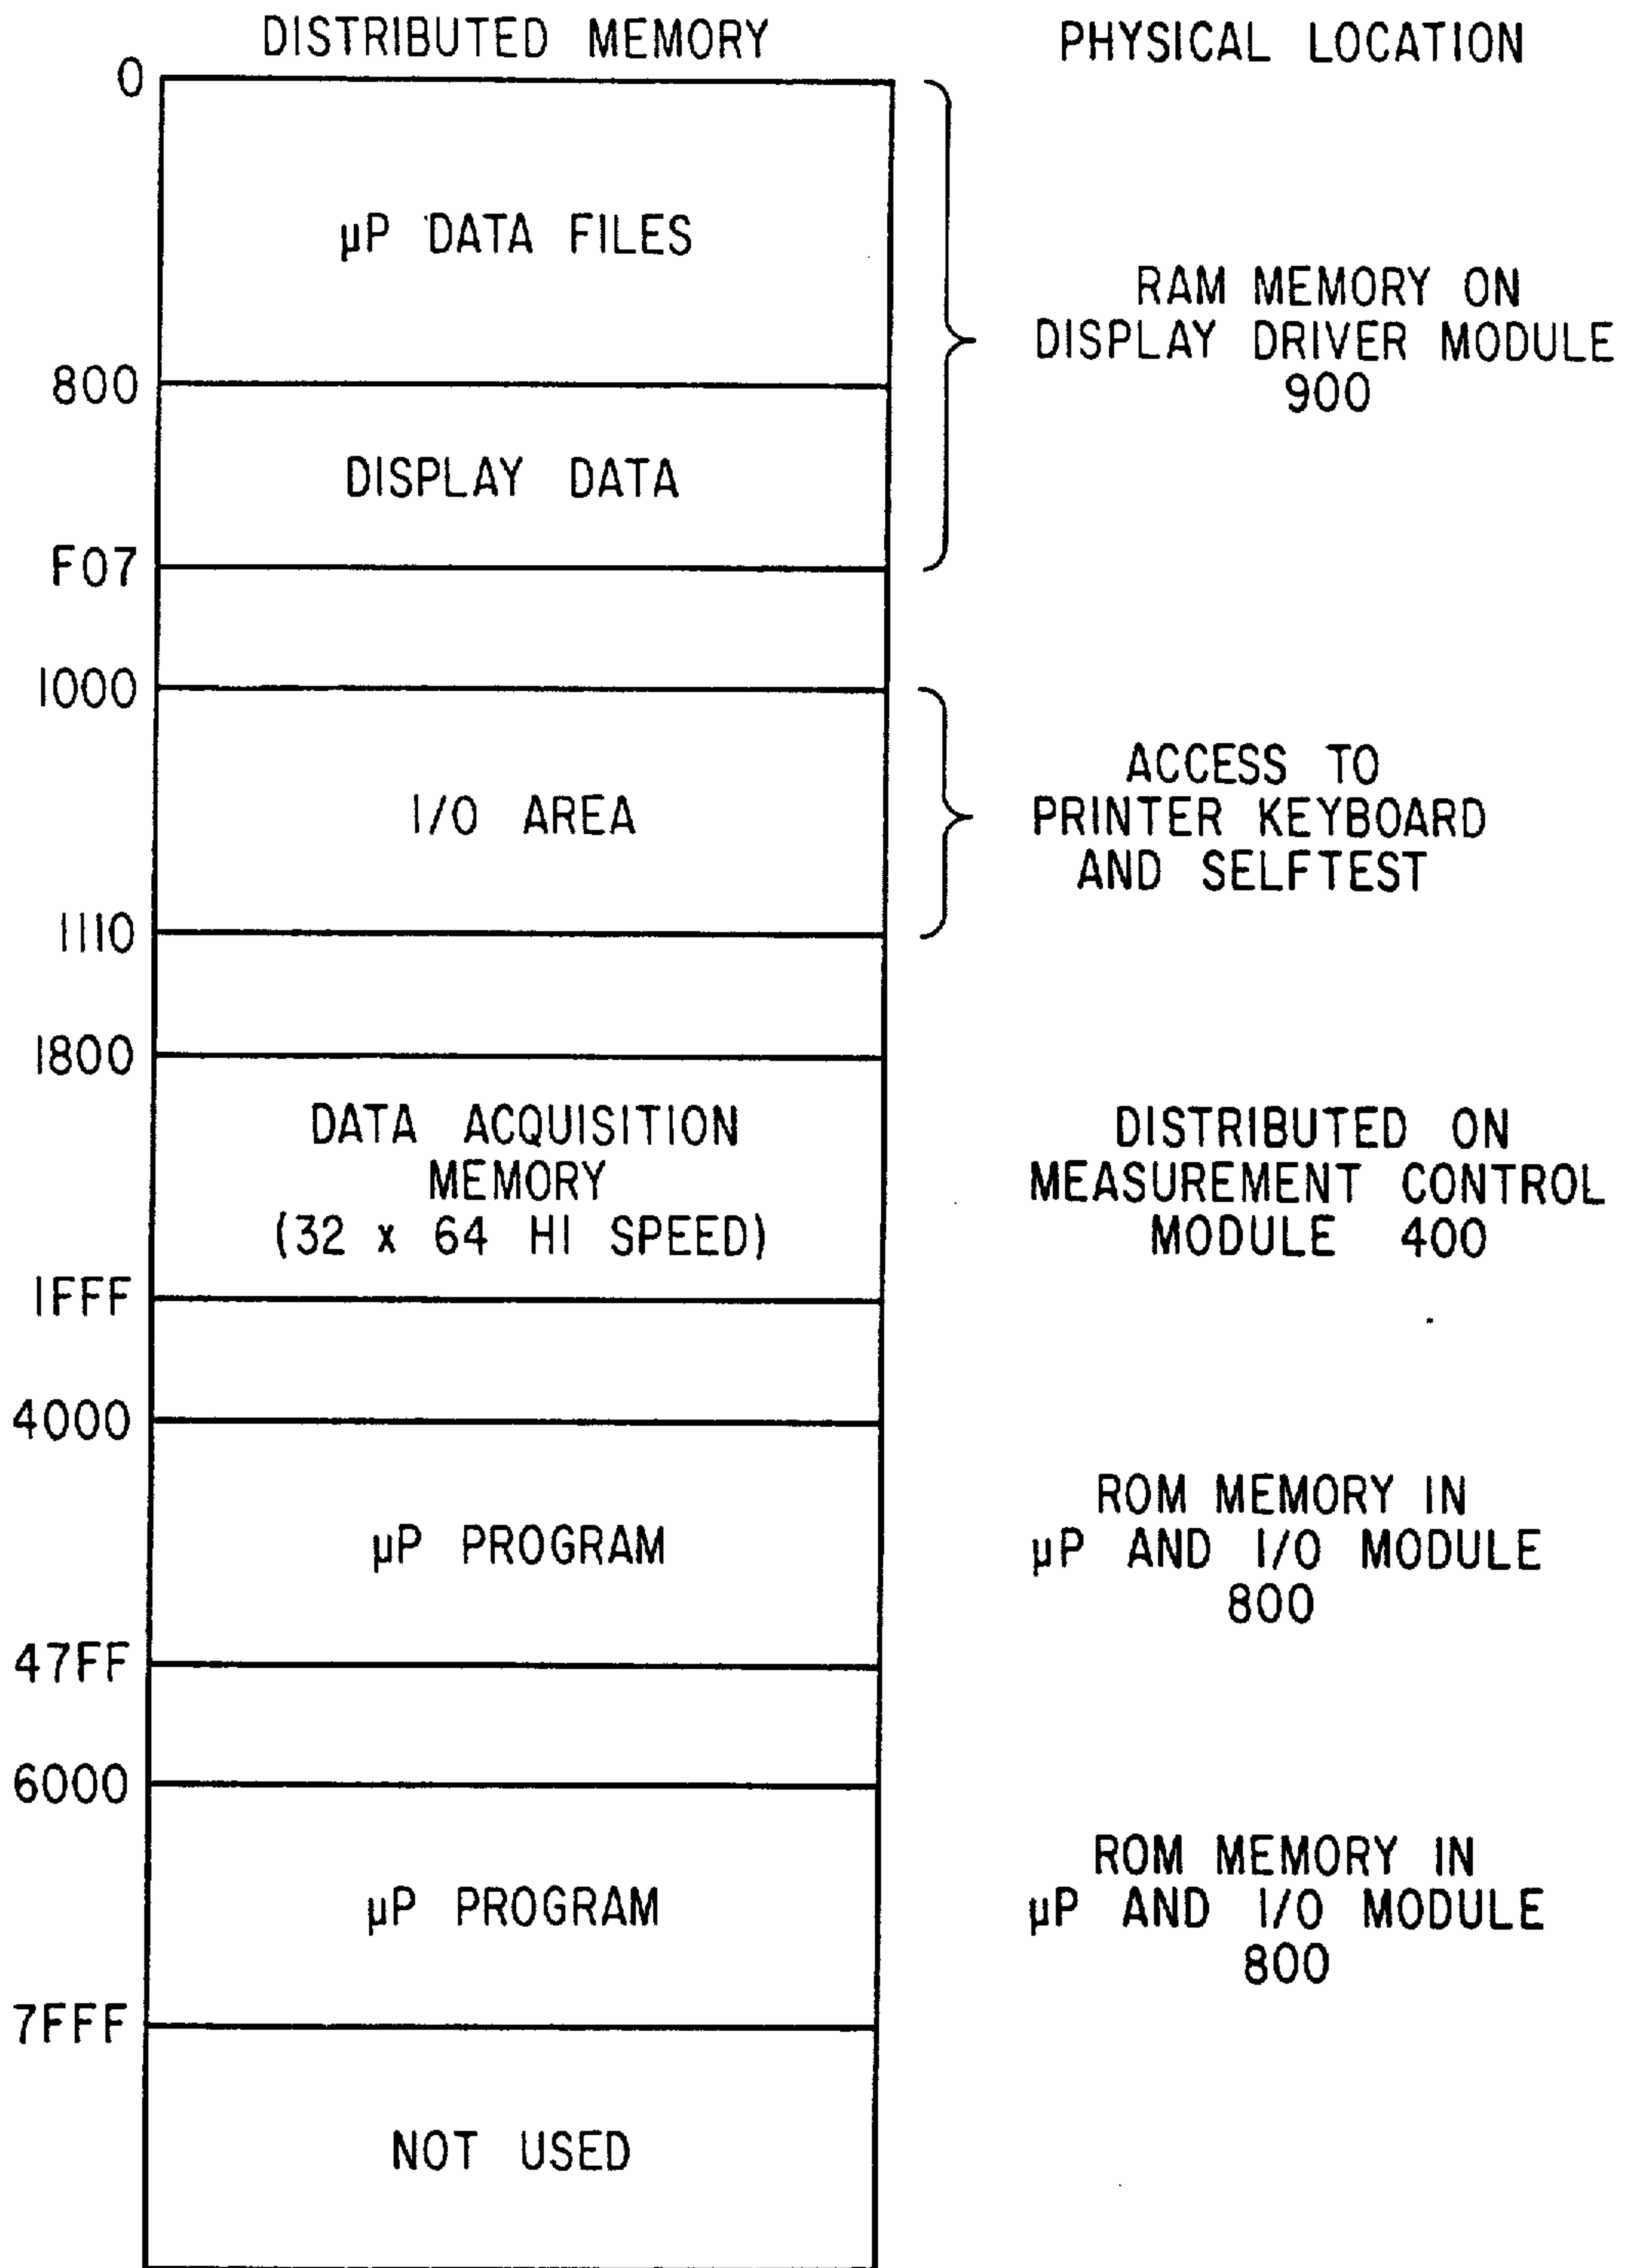 DISTRIBUTED MEMORY
PHYSICAL LOCATION
0
µP DATA FILES
RAM MEMORY ON
DISPLAY DRIVER MODULE
900
800
DISPLAY DATA
F07
1000
I/O AREA
ACCESS TO
PRINTER KEYBOARD
AND SELFTEST
1110
1800
DATA ACQUISITION
MEMORY
(32 x 64 HI SPEED)
DISTRIBUTED ON
MEASUREMENT CONTROL
MODULE 400
1FFF
4000
µP PROGRAM
ROM MEMORY IN
µP AND I/O MODULE
800
47FF
6000
µP PROGRAM
ROM MEMORY IN
µP AND I/O MODULE
800
7FFF
NOT USED